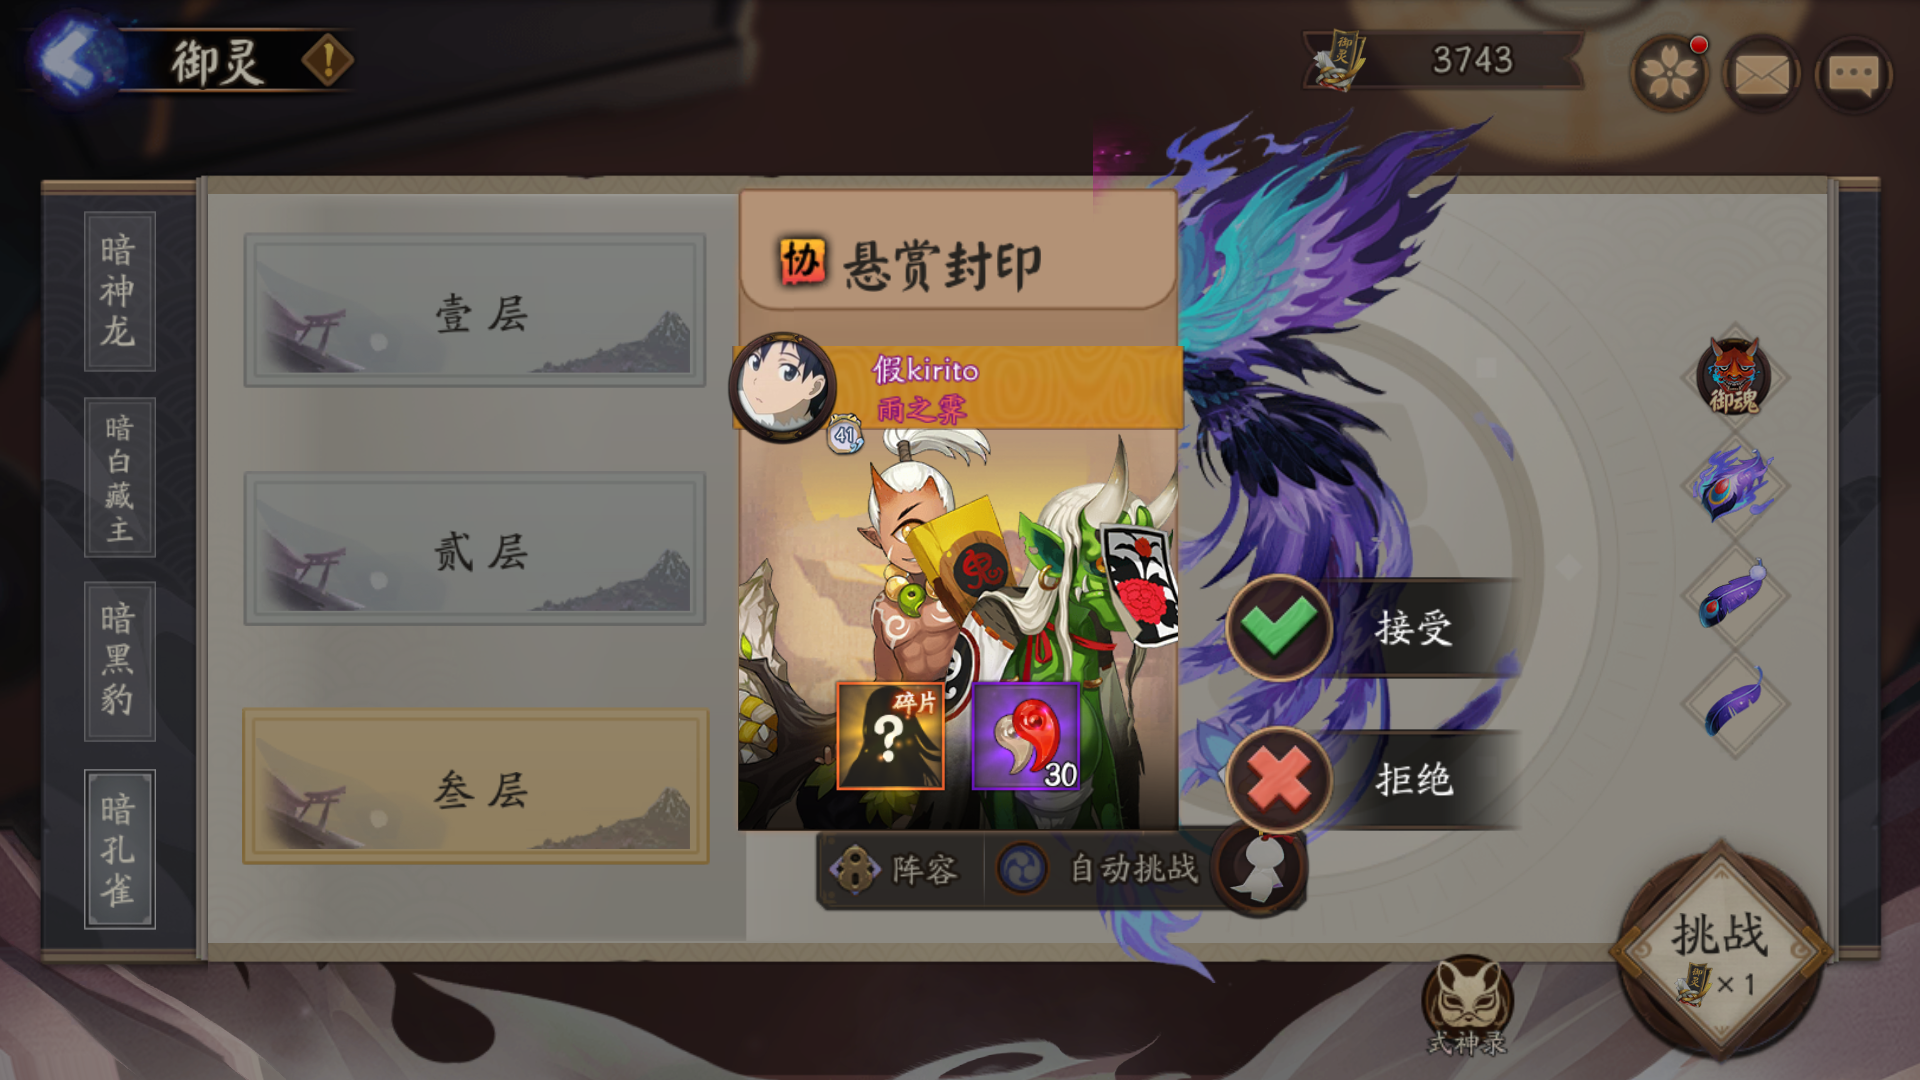 御灵
3743
暗神龙
暗白藏主
暗黑豹
暗孔雀
壹层
贰层
叁层
协 悬赏封印
假kirito
雨之霁
41
鬼
碎片
?
30
接受
拒绝
阵容
自动挑战
御魂
挑战
×1
式神录